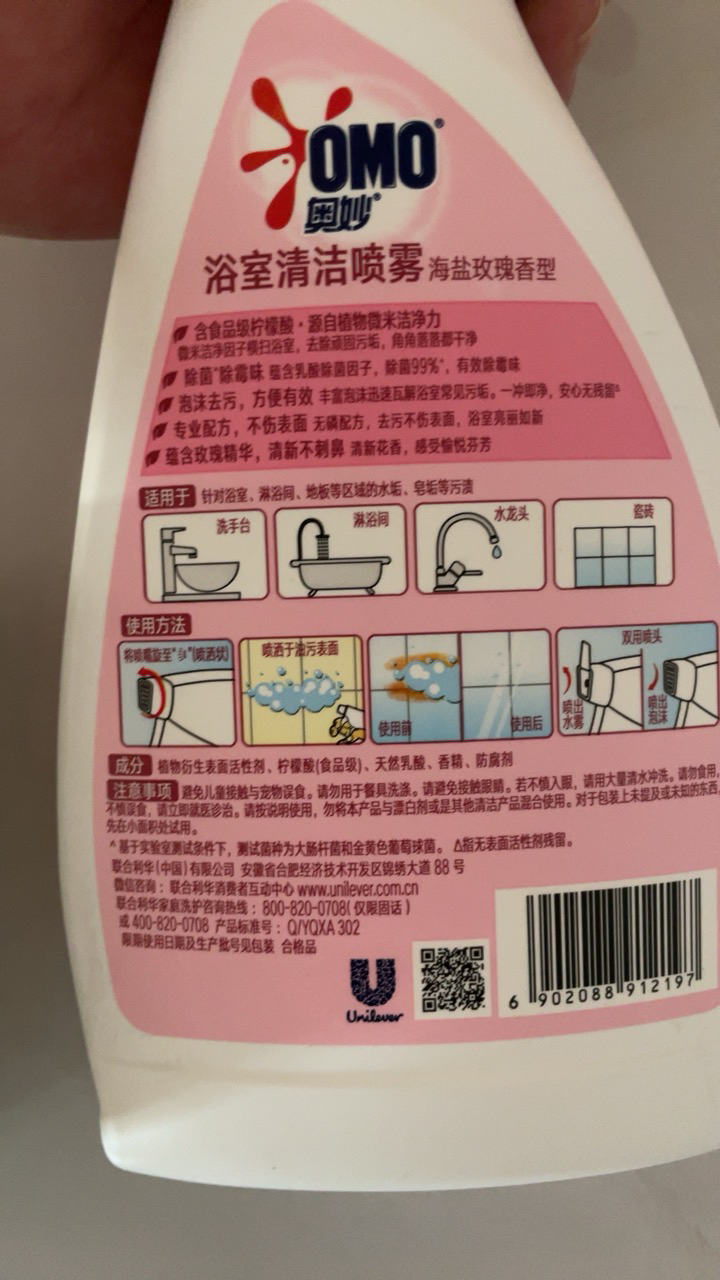 OMO®
奥妙®
浴室清洁喷雾 海盐玫瑰香型
含食品级柠檬酸·源自植物微米洁净力
微米洁净因子横扫浴室，去除顽固污垢，角角落落都干净
除菌^除霉味 蕴含乳酸除菌因子，除菌99%^，有效除霉味
泡沫去污，方便有效 丰富泡沫迅速瓦解浴室常见污垢。一冲即净，安心无残留Δ
专业配方，不伤表面 无磷配方，去污不伤表面，浴室亮丽如新
蕴含玫瑰精华，清新不刺鼻 清新花香，感受愉悦芬芳
适用于 针对浴室、淋浴间、地板等区域的水垢、皂垢等污渍
洗手台 淋浴间 水龙头 瓷砖
使用方法
将喷嘴旋至""(喷洒状) 喷洒于油污表面 使用前 使用后 双用喷头 喷出水雾 喷出泡沫
成分 植物衍生表面活性剂、柠檬酸(食品级)、天然乳酸、香精、防腐剂
注意事项 避免儿童接触与宠物误食。请勿用于餐具洗涤。请避免接触眼睛。若不慎入眼，请用大量清水冲洗。请勿食用，
不慎误食，请立即就医诊治。请按说明使用，勿将本产品与漂白剂或是其他清洁产品混合使用。对于包装上未提及或未知的东西，
先在小面积处试用。
^基于实验室测试条件下，测试菌种为大肠杆菌和金黄色葡萄球菌。 Δ指无表面活性剂残留。
联合利华(中国)有限公司 安徽省合肥经济技术开发区锦绣大道 88 号
微信咨询：联合利华消费者互动中心 www.unilever.com.cn
联合利华家庭洗护咨询热线：800-820-0708(仅限固话)
或 400-820-0708 产品标准号：Q/YQXA 302
限期使用日期及生产批号见包装 合格品
Unilever
6 902088 912197